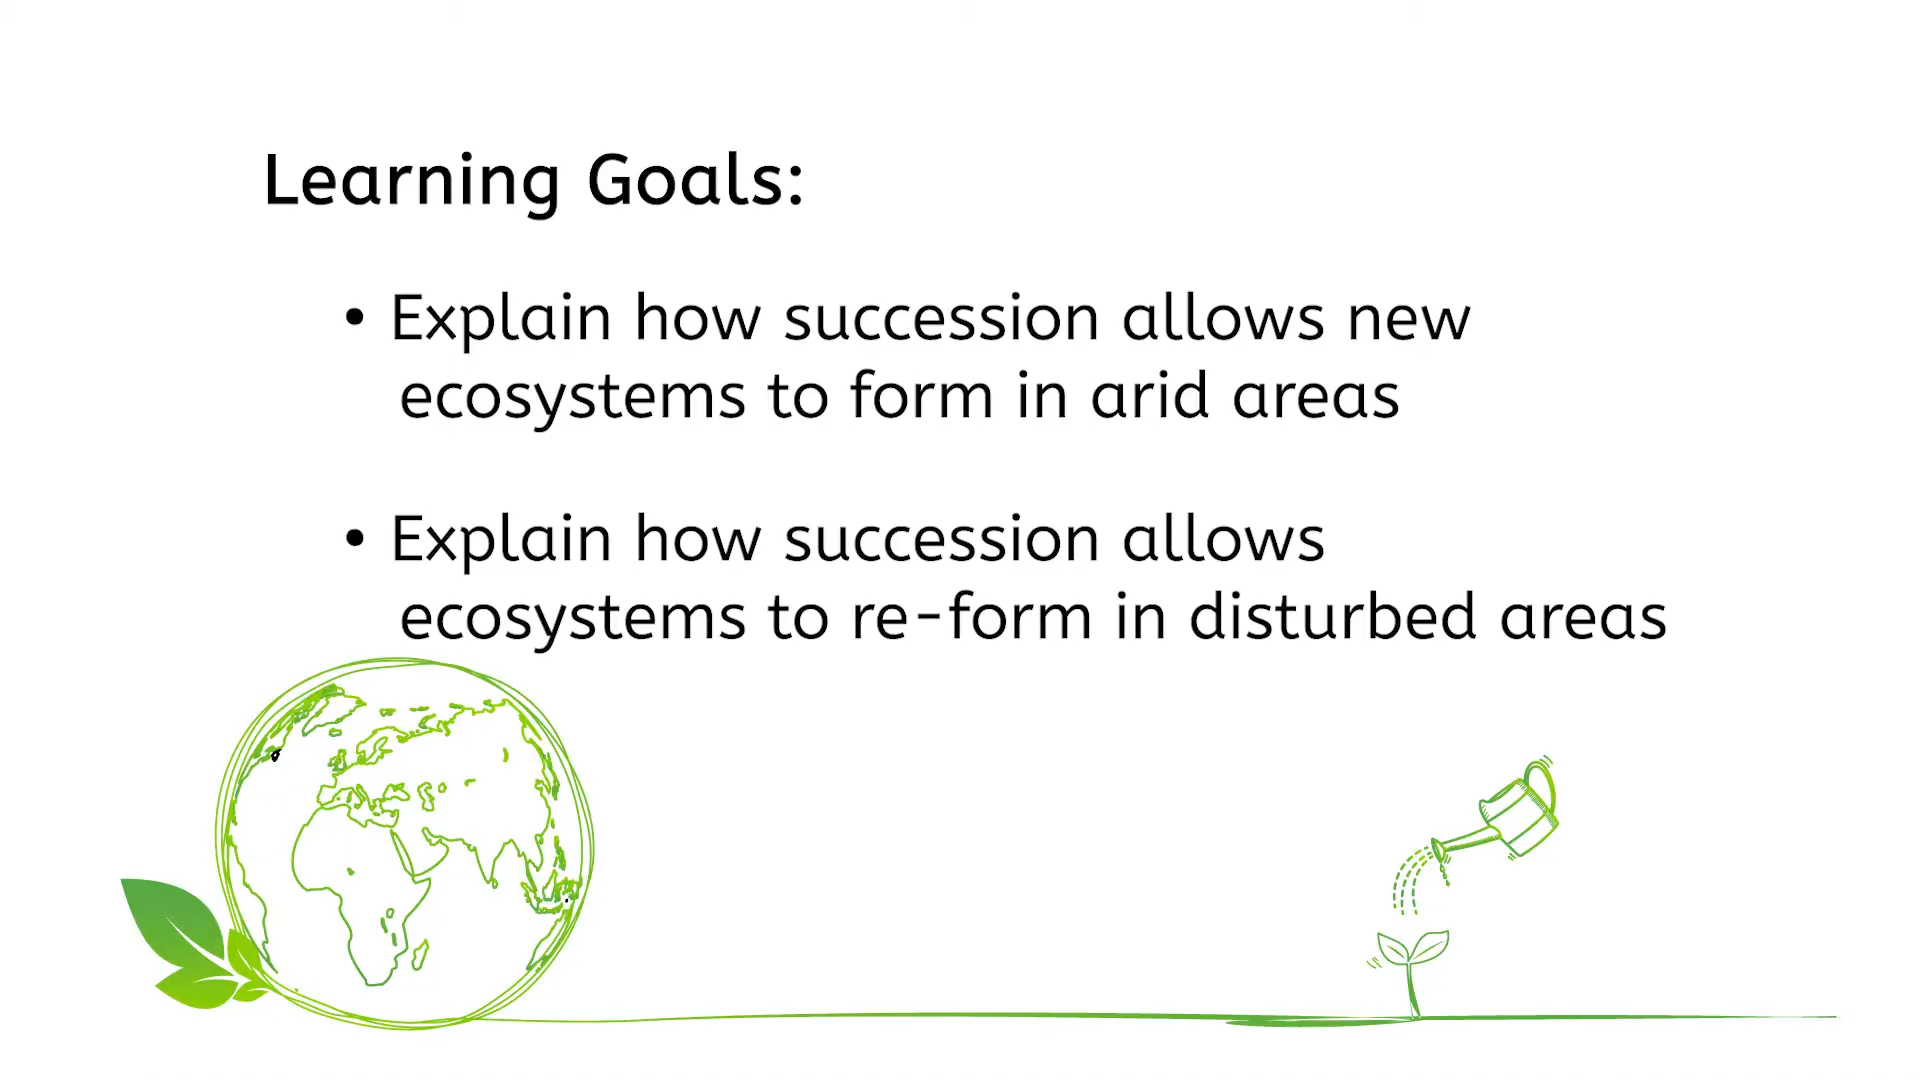 Learning Goals:
• Explain how succession allows new
ecosystems to form in arid areas
• Explain how succession allows
ecosystems to re-form in disturbed areas